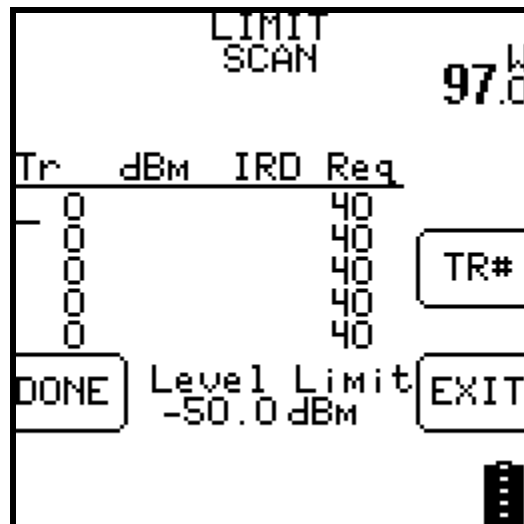 LIMIT
SCAN
97.0
Tr dBm IRD Req
_ 0 40
0 40
0 40
0 40
0 40
TR#
DONE
Level Limit
-50.0 dBm
EXIT